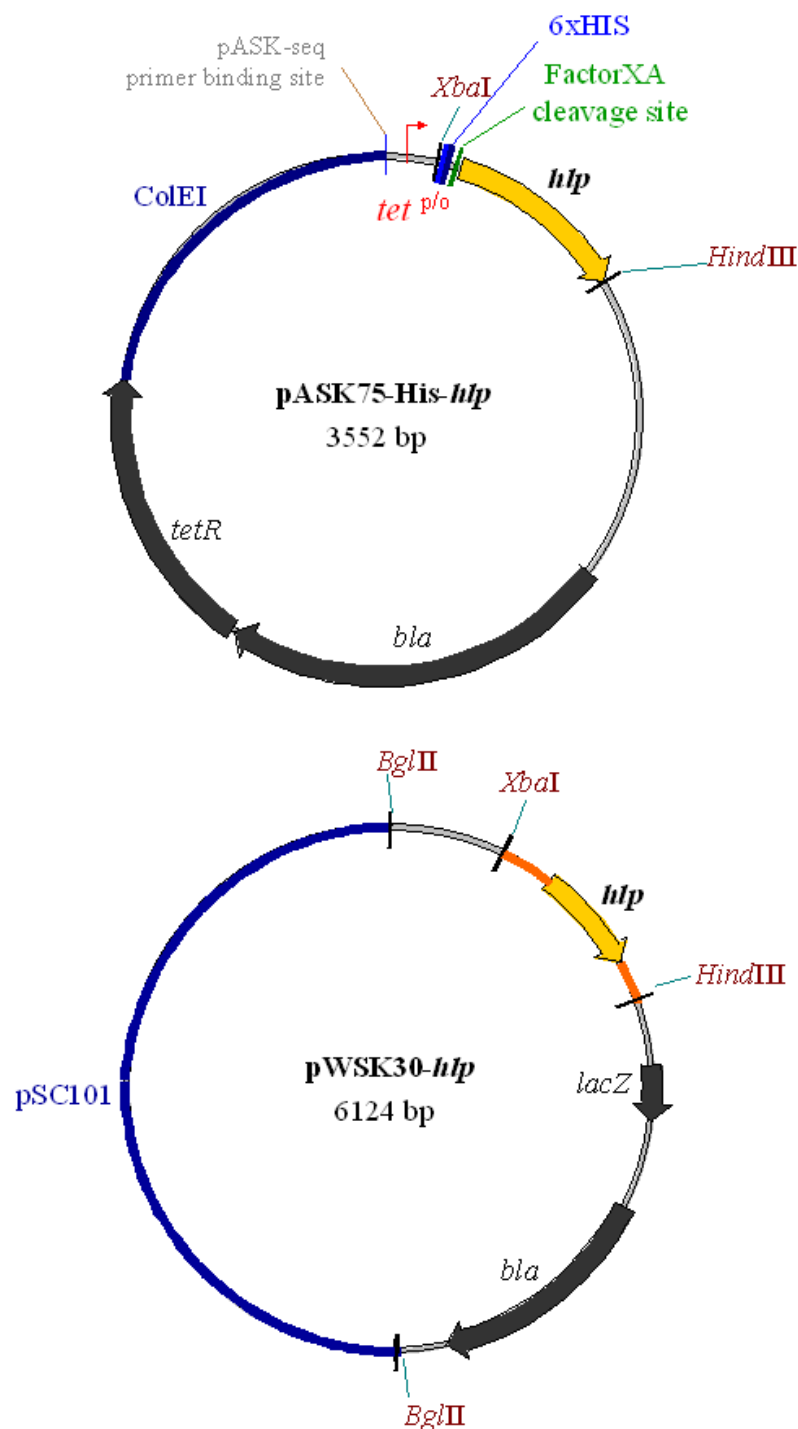 6xHIS
pASK-seq
primer binding site
XbaI
FactorXA
cleavage site
hlp
ColEI
tet p/o
HindIII
pASK75-His-hlp
3552 bp
tetR
bla
BglII
XbaI
hlp
HindIII
pWSK30-hlp
6124 bp
lacZ
pSC101
bla
BglII